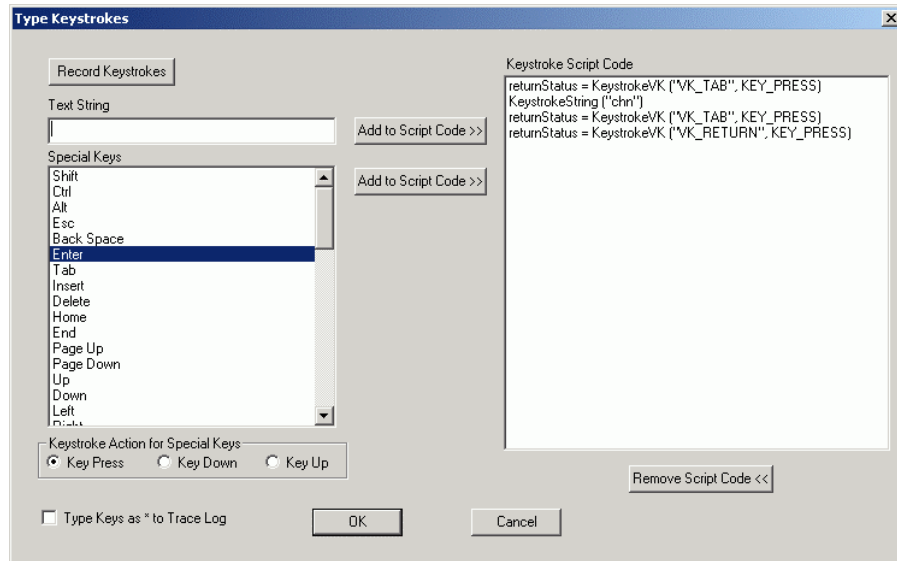 Type Keystrokes
Record Keystrokes
Text String
Add to Script Code >>
Special Keys
Shift
Ctrl
Alt
Esc
Back Space
Enter
Tab
Insert
Delete
Home
End
Page Up
Page Down
Up
Down
Left
Right
Add to Script Code >>
Keystroke Action for Special Keys
Key Press Key Down Key Up
Type Keys as * to Trace Log
Keystroke Script Code
returnStatus = KeystrokeVK ("VK_TAB", KEY_PRESS)
KeystrokeString ("chn")
returnStatus = KeystrokeVK ("VK_TAB", KEY_PRESS)
returnStatus = KeystrokeVK ("VK_RETURN", KEY_PRESS)
Remove Script Code <<
OK
Cancel